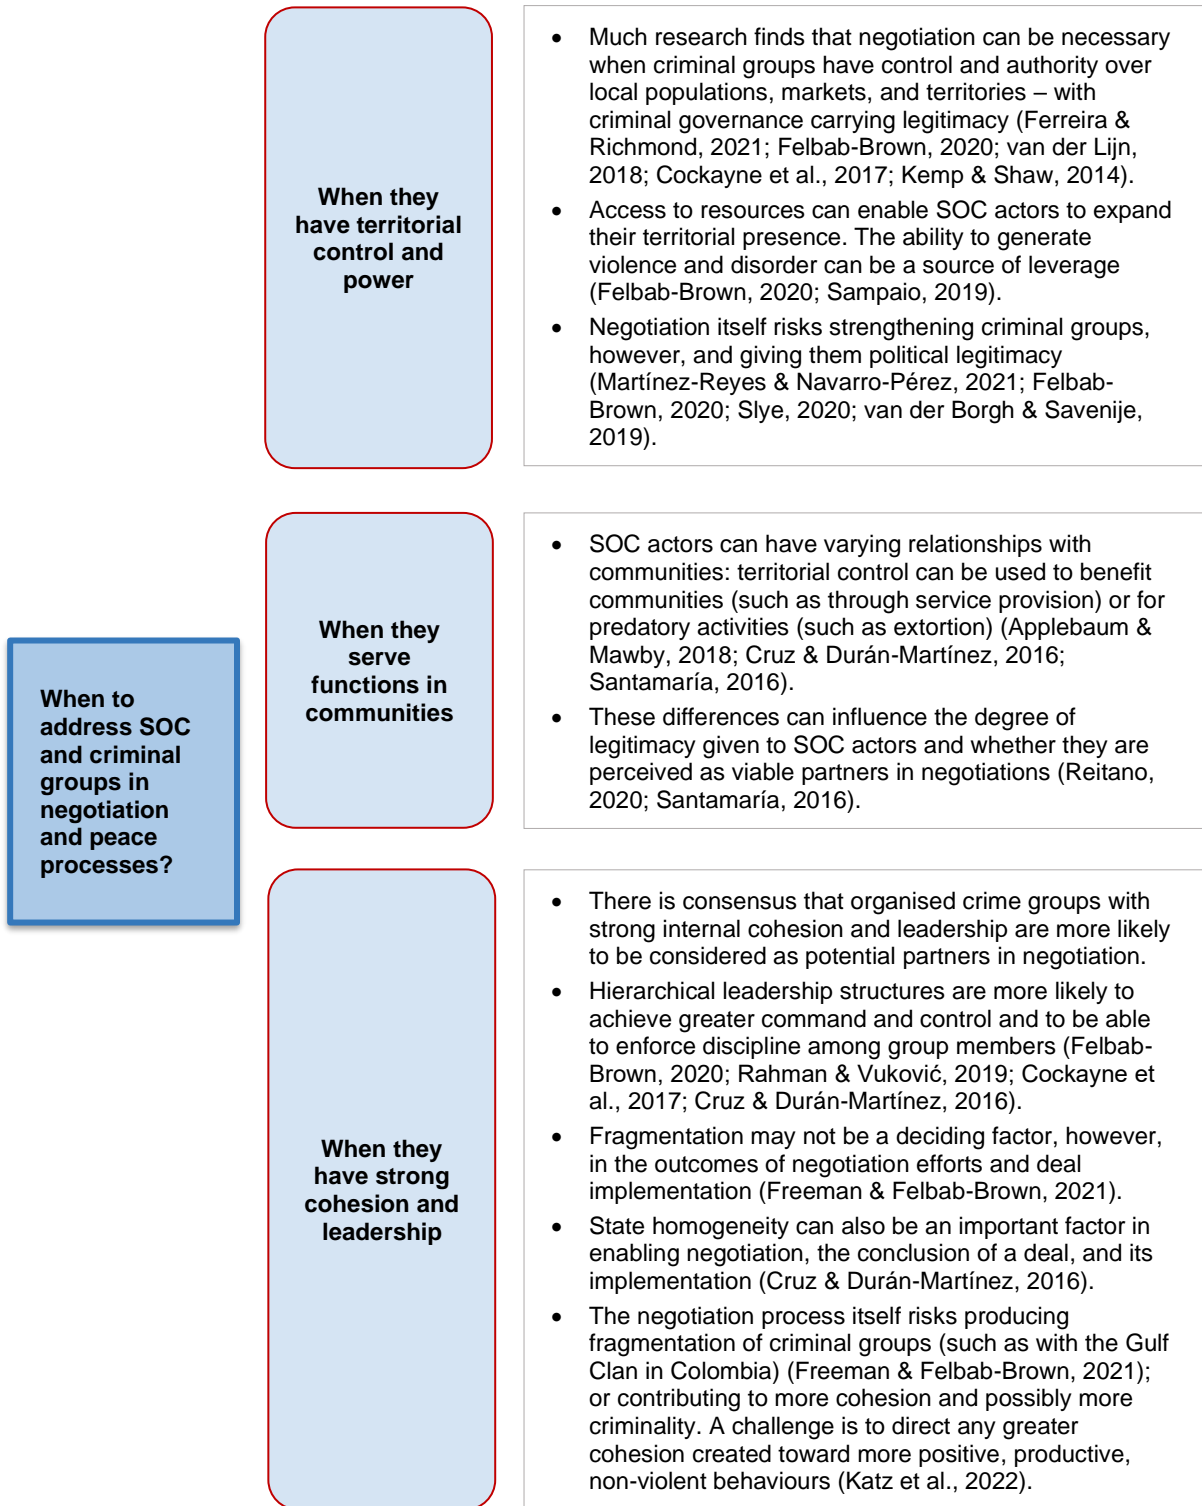 When to
address SOC
and criminal
groups in
negotiation
and peace
processes?
When they
have territorial
control and
power
• Much research finds that negotiation can be necessary
when criminal groups have control and authority over
local populations, markets, and territories – with
criminal governance carrying legitimacy (Ferreira &
Richmond, 2021; Felbab-Brown, 2020; van der Lijn,
2018; Cockayne et al., 2017; Kemp & Shaw, 2014).
• Access to resources can enable SOC actors to expand
their territorial presence. The ability to generate
violence and disorder can be a source of leverage
(Felbab-Brown, 2020; Sampaio, 2019).
• Negotiation itself risks strengthening criminal groups,
however, and giving them political legitimacy
(Martínez-Reyes & Navarro-Pérez, 2021; Felbab-
Brown, 2020; Slye, 2020; van der Borgh & Savenije,
2019).
When they
serve
functions in
communities
• SOC actors can have varying relationships with
communities: territorial control can be used to benefit
communities (such as through service provision) or for
predatory activities (such as extortion) (Applebaum &
Mawby, 2018; Cruz & Durán-Martínez, 2016;
Santamaría, 2016).
• These differences can influence the degree of
legitimacy given to SOC actors and whether they are
perceived as viable partners in negotiations (Reitano,
2020; Santamaría, 2016).
When they
have strong
cohesion and
leadership
• There is consensus that organised crime groups with
strong internal cohesion and leadership are more likely
to be considered as potential partners in negotiation.
• Hierarchical leadership structures are more likely to
achieve greater command and control and to be able
to enforce discipline among group members (Felbab-
Brown, 2020; Rahman & Vuković, 2019; Cockayne et
al., 2017; Cruz & Durán-Martínez, 2016).
• Fragmentation may not be a deciding factor, however,
in the outcomes of negotiation efforts and deal
implementation (Freeman & Felbab-Brown, 2021).
• State homogeneity can also be an important factor in
enabling negotiation, the conclusion of a deal, and its
implementation (Cruz & Durán-Martínez, 2016).
• The negotiation process itself risks producing
fragmentation of criminal groups (such as with the Gulf
Clan in Colombia) (Freeman & Felbab-Brown, 2021);
or contributing to more cohesion and possibly more
criminality. A challenge is to direct any greater
cohesion created toward more positive, productive,
non-violent behaviours (Katz et al., 2022).